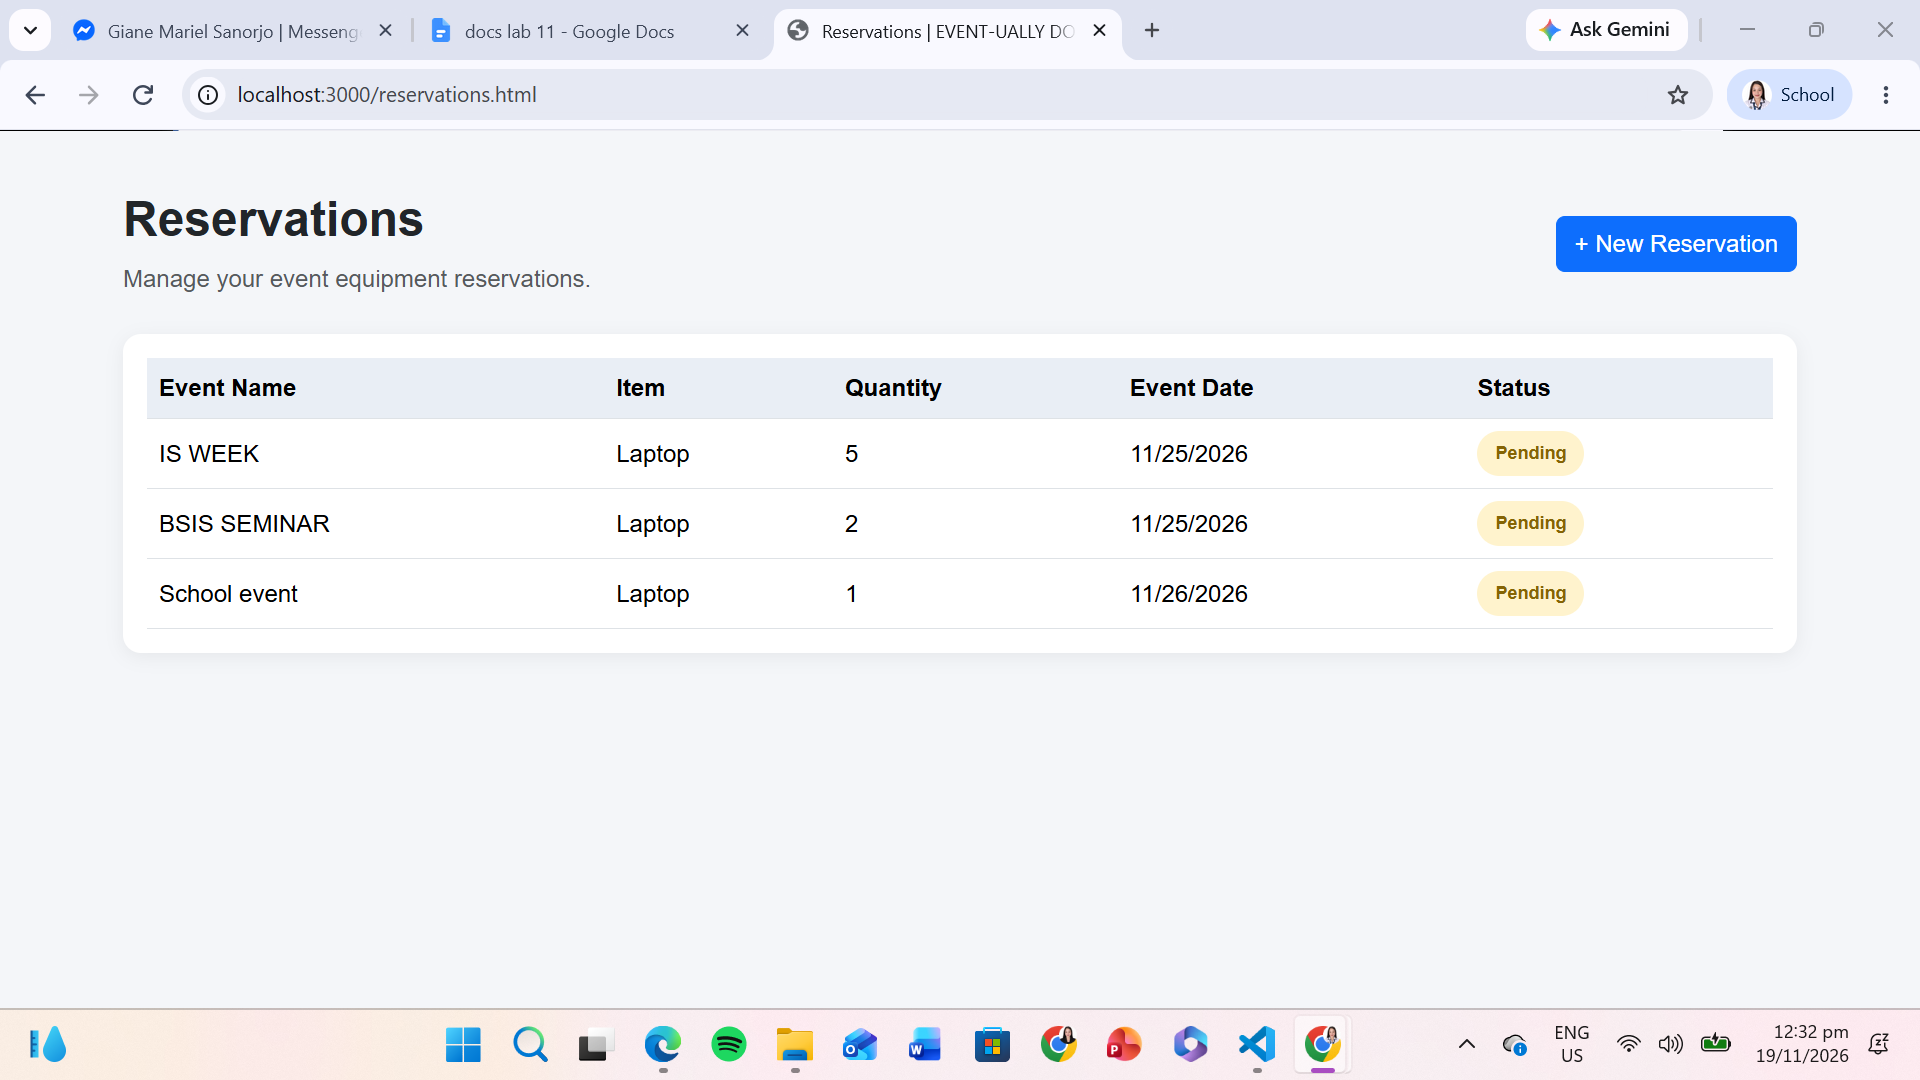 Giane Mariel Sanorjo | Messeng
docs lab 11 - Google Docs
Reservations | EVENT-UALLY DO
Ask Gemini
localhost:3000/reservations.html
School
Reservations
Manage your event equipment reservations.
+ New Reservation
Event Name Item Quantity Event Date Status
IS WEEK Laptop 5 11/25/2026 Pending
BSIS SEMINAR Laptop 2 11/25/2026 Pending
School event Laptop 1 11/26/2026 Pending
ENG
US
12:32 pm
19/11/2026